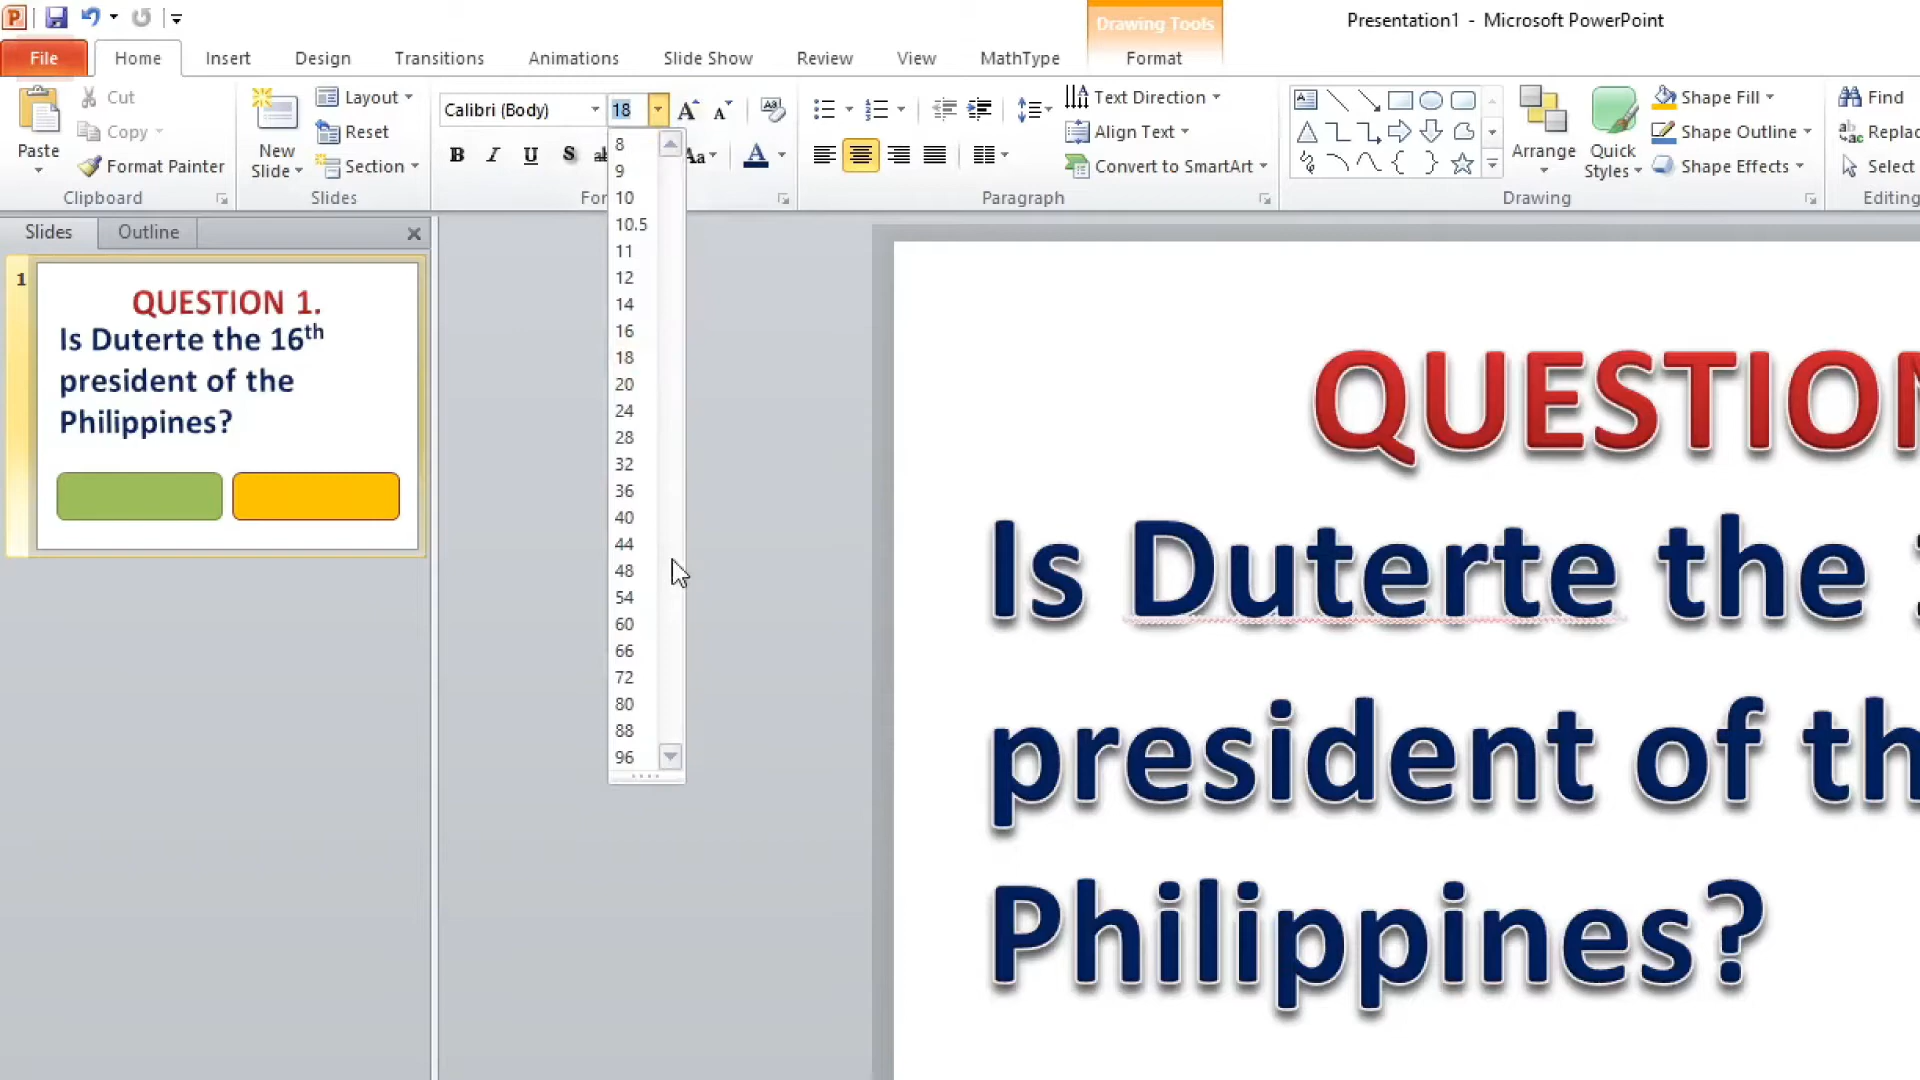 Drawing Tools
Presentation1 - Microsoft PowerPoint
File Home Insert Design Transitions Animations Slide Show Review View MathType Format
Paste
Cut
Copy
Format Painter
Clipboard
New Slide
Layout
Reset
Section
Slides
Calibri (Body) 18
B I U S ab Aa A
Text Direction
Align Text
Convert to SmartArt
Paragraph
Arrange
Quick Styles
Shape Fill
Shape Outline
Shape Effects
Drawing
Find
Replac
Select
Editing
8
9
10
10.5
11
12
14
16
18
20
24
28
32
36
40
44
48
54
60
66
72
80
88
96
Slides Outline
1
QUESTION 1.
Is Duterte the 16th
president of the
Philippines?
QUESTION
Is Duterte the 1
president of th
Philippines?